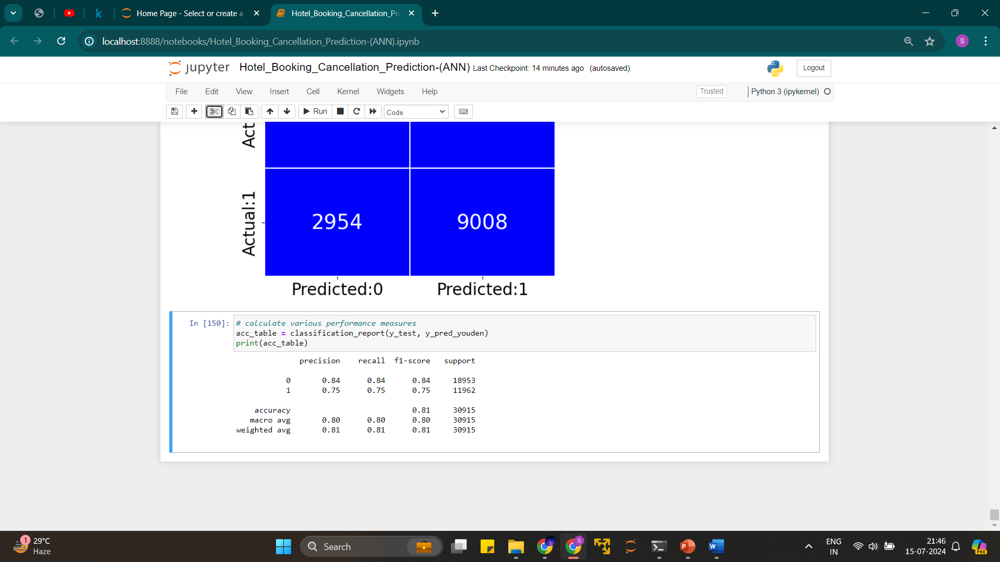 Home Page - Select or create a
Hotel_Booking_Cancellation_Pre
localhost:8888/notebooks/Hotel_Booking_Cancellation_Prediction-(ANN).ipynb
S
jupyter Hotel_Booking_Cancellation_Prediction-(ANN) Last Checkpoint: 14 minutes ago (autosaved)
Logout
File Edit View Insert Cell Kernel Widgets Help
Trusted
Python 3 (ipykernel)
Run
Code
Act
Actual:1
2954 9008
Predicted:0 Predicted:1
In [150]: # calculate various performance measures
acc_table = classification_report(y_test, y_pred_youden)
print(acc_table)
precision recall f1-score support
0 0.84 0.84 0.84 18953
1 0.75 0.75 0.75 11962
accuracy 0.81 30915
macro avg 0.80 0.80 0.80 30915
weighted avg 0.81 0.81 0.81 30915
1
29°C
Haze
Search
S
ENG
IN
21:46
15-07-2024
PRE